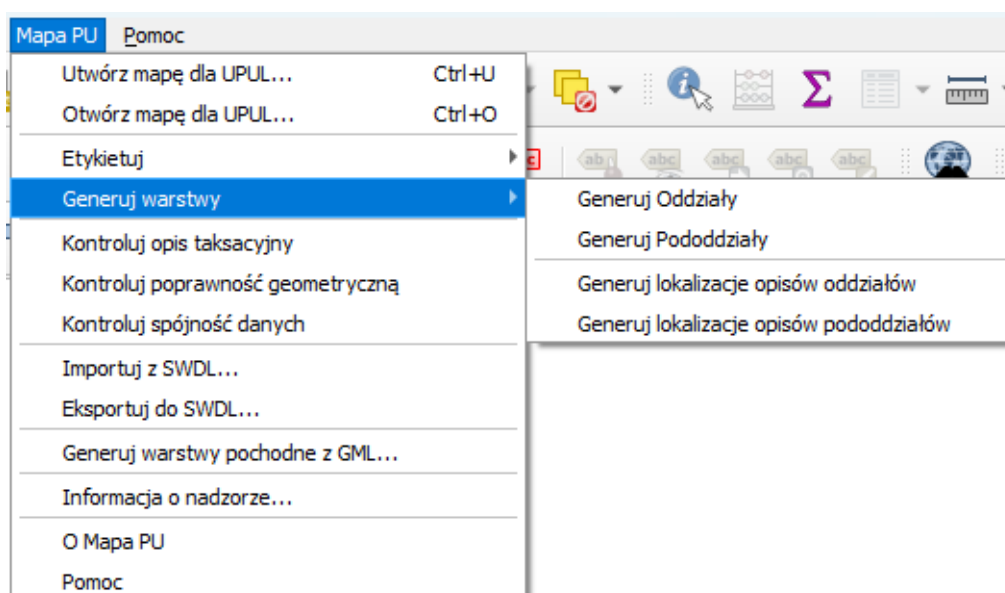 Mapa PU Pomoc
Utwórz mapę dla UPUL... Ctrl+U
Otwórz mapę dla UPUL... Ctrl+O
Etykietuj
Generuj warstwy
Generuj Oddziały
Generuj Pododdziały
Generuj lokalizacje opisów oddziałów
Generuj lokalizacje opisów pododdziałów
Kontroluj opis taksacyjny
Kontroluj poprawność geometryczną
Kontroluj spójność danych
Importuj z SWDL...
Eksportuj do SWDL...
Generuj warstwy pochodne z GML...
Informacja o nadzorze...
O Mapa PU
Pomoc